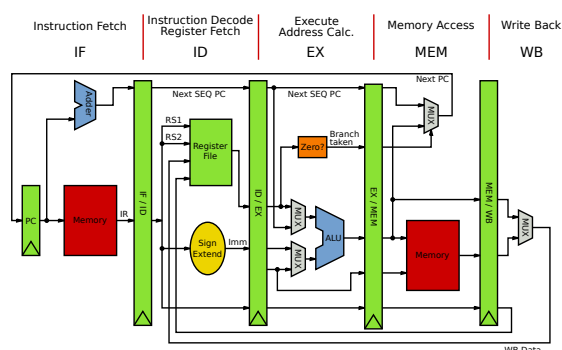 Instruction Fetch
IF
Instruction Decode
Register Fetch
ID
Execute
Address Calc.
EX
Memory Access
MEM
Write Back
WB
Next PC
Adder
Next SEQ PC
Next SEQ PC
RS1
RS2
Register
File
Zero?
Branch
taken
MUX
PC
Memory
IR
IF / ID
Sign
Extend
Imm
ID / EX
MUX
MUX
ALU
EX / MEM
Memory
MEM / WB
MUX
WB Data